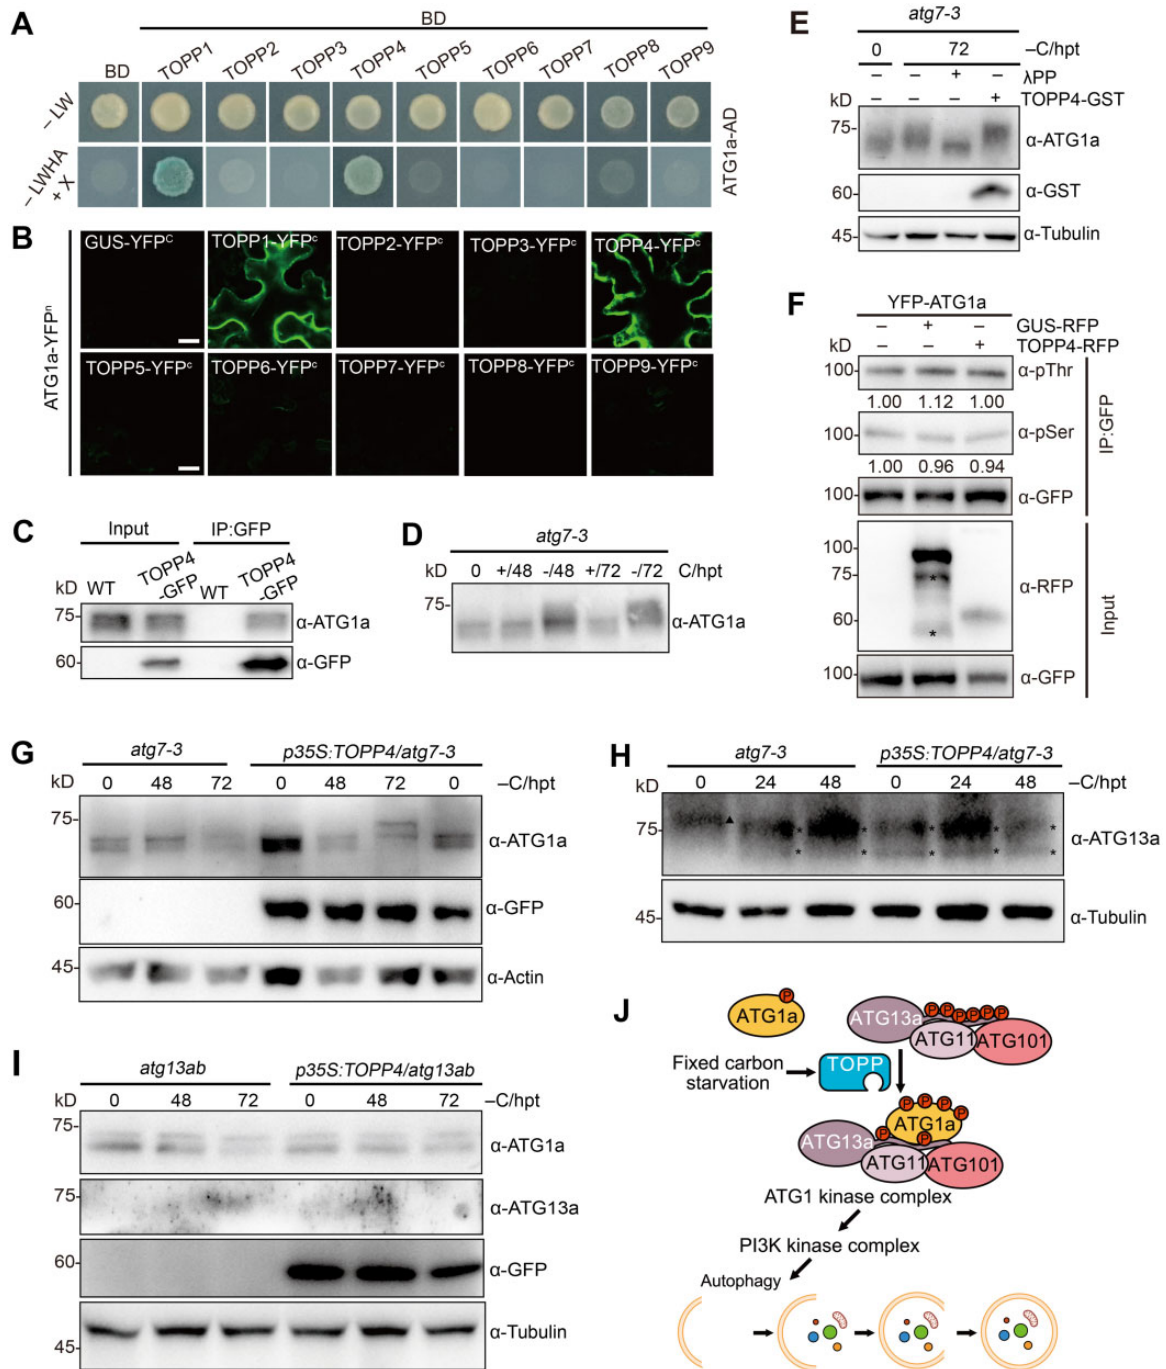 A
BD
BD TOPP1 TOPP2 TOPP3 TOPP4 TOPP5 TOPP6 TOPP7 TOPP8 TOPP9
–LW
–LWHA
+X
ATG1a-AD
B
ATG1a-YFPⁿ
GUS-YFPᶜ TOPP1-YFPᶜ TOPP2-YFPᶜ TOPP3-YFPᶜ TOPP4-YFPᶜ
TOPP5-YFPᶜ TOPP6-YFPᶜ TOPP7-YFPᶜ TOPP8-YFPᶜ TOPP9-YFPᶜ
C
Input IP:GFP
kD WT TOPP4-GFP WT TOPP4-GFP
75- α-ATG1a
60- α-GFP
D
atg7-3
kD 0 +/48 -/48 +/72 -/72 C/hpt
75- α-ATG1a
E
atg7-3
0 72 –C/hpt
– – + – λPP
kD – – – + TOPP4-GST
75- α-ATG1a
60- α-GST
45- α-Tubulin
F
YFP-ATG1a
– + – GUS-RFP
kD – – + TOPP4-RFP
100- α-pThr
1.00 1.12 1.00
100- α-pSer
1.00 0.96 0.94
100- α-GFP
IP:GFP
100-
75- * α-RFP
60- *
100- α-GFP
Input
G
atg7-3 p35S:TOPP4/atg7-3
kD 0 48 72 0 48 72 0 –C/hpt
75- α-ATG1a
60- α-GFP
45- α-Actin
H
atg7-3 p35S:TOPP4/atg7-3
kD 0 24 48 0 24 48 –C/hpt
75- ▲ * * * * * α-ATG13a
* * * * *
45- α-Tubulin
I
atg13ab p35S:TOPP4/atg13ab
kD 0 48 72 0 48 72 –C/hpt
75- α-ATG1a
75- α-ATG13a
60- α-GFP
45- α-Tubulin
J
P
ATG1a
P P P P P P
ATG13a
ATG11 ATG101
Fixed carbon
starvation
TOPP
P P P P
ATG1a
P P
ATG13a
ATG11 ATG101
ATG1 kinase complex
PI3K kinase complex
Autophagy